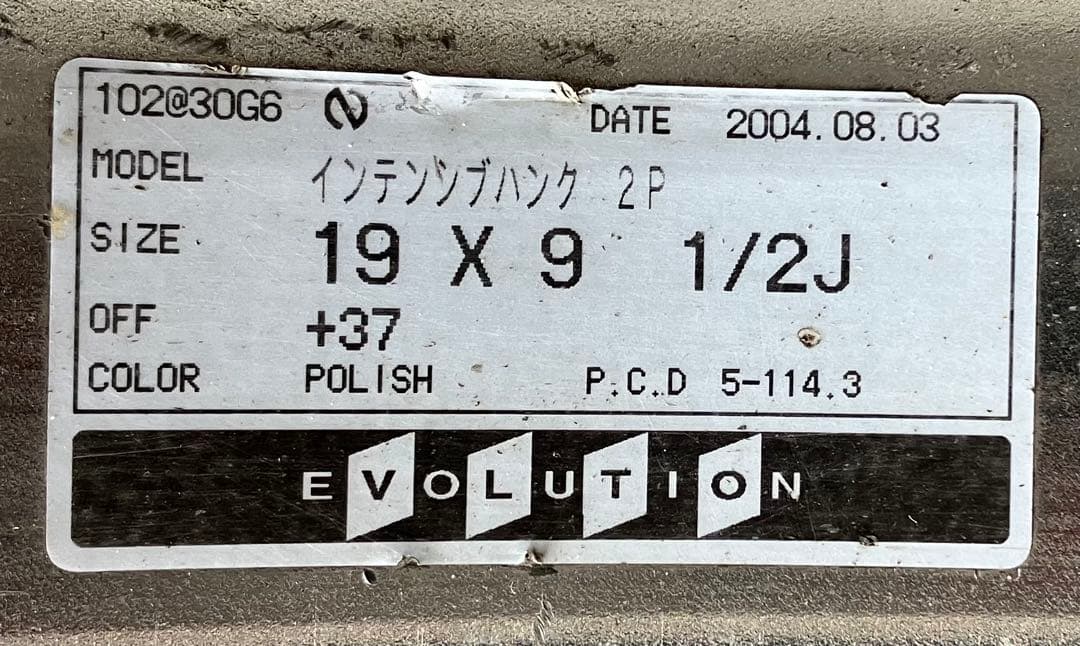 102@30G6 DATE 2004.08.03
MODEL インテンシブハンク 2P
SIZE 19 X 9 1/2J
OFF +37
COLOR POLISH P.C.D 5-114.3
EVOLUTION